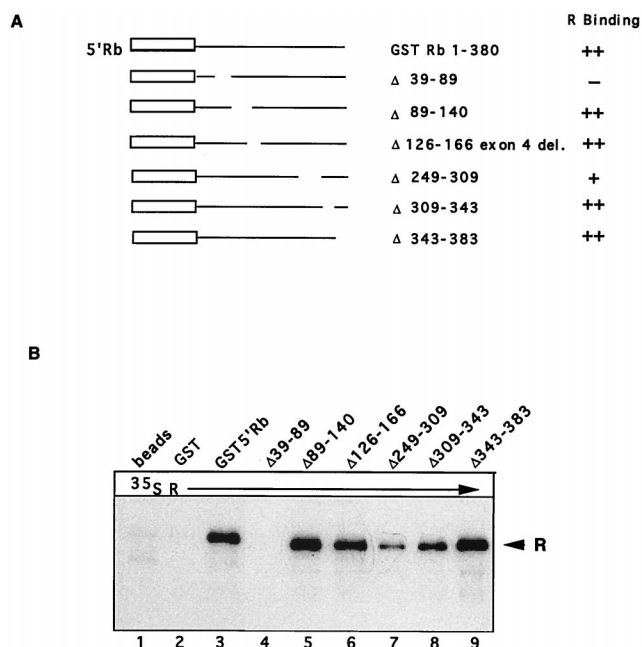 A
R Binding
5'Rb GST Rb 1-380 ++
Δ 39-89 –
Δ 89-140 ++
Δ 126-166 exon 4 del. ++
Δ 249-309 +
Δ 309-343 ++
Δ 343-383 ++
B
beads GST GST5'Rb Δ39-89 Δ89-140 Δ126-166 Δ249-309 Δ309-343 Δ343-383
35S R
R
1 2 3 4 5 6 7 8 9